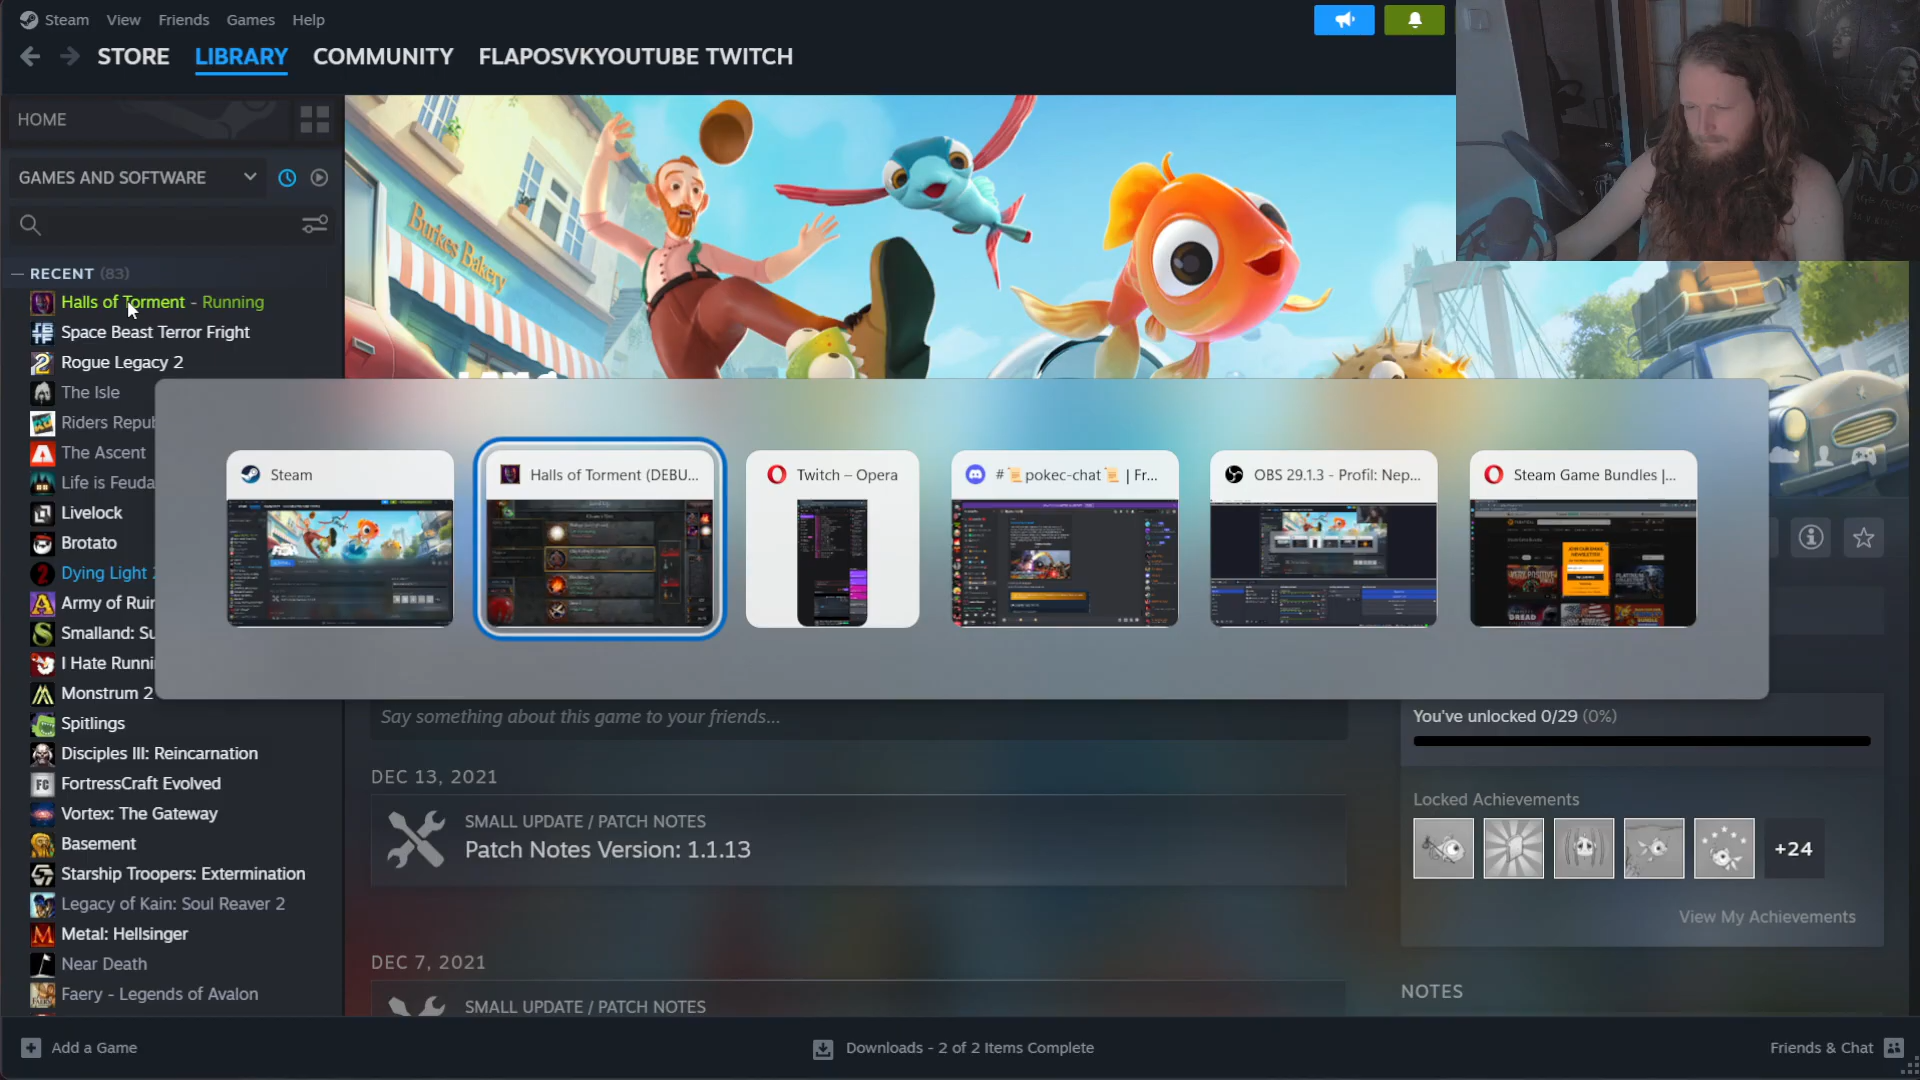 Steam View Friends Games Help
STORE LIBRARY COMMUNITY FLAPOSVKYOUTUBE TWITCH
HOME
GAMES AND SOFTWARE
RECENT (83)
Halls of Torment - Running
Space Beast Terror Fright
Rogue Legacy 2
The Isle
Riders Repub
The Ascent
Life is Feuda
Livelock
Brotato
Dying Light 2
Army of Ruin
Smalland: Su
I Hate Runni
Monstrum 2
Spitlings
Disciples III: Reincarnation
FortressCraft Evolved
Vortex: The Gateway
Basement
Starship Troopers: Extermination
Legacy of Kain: Soul Reaver 2
Metal: Hellsinger
Near Death
Faery - Legends of Avalon
Burkes Bakery
Steam
Halls of Torment (DEBU...
Twitch – Opera
#📜pokec-chat📜 | Fr...
OBS 29.1.3 - Profil: Nep...
Steam Game Bundles |...
Say something about this game to your friends...
DEC 13, 2021
SMALL UPDATE / PATCH NOTES
Patch Notes Version: 1.1.13
DEC 7, 2021
SMALL UPDATE / PATCH NOTES
You've unlocked 0/29 (0%)
Locked Achievements
+24
View My Achievements
NOTES
Add a Game
Downloads - 2 of 2 Items Complete
Friends & Chat